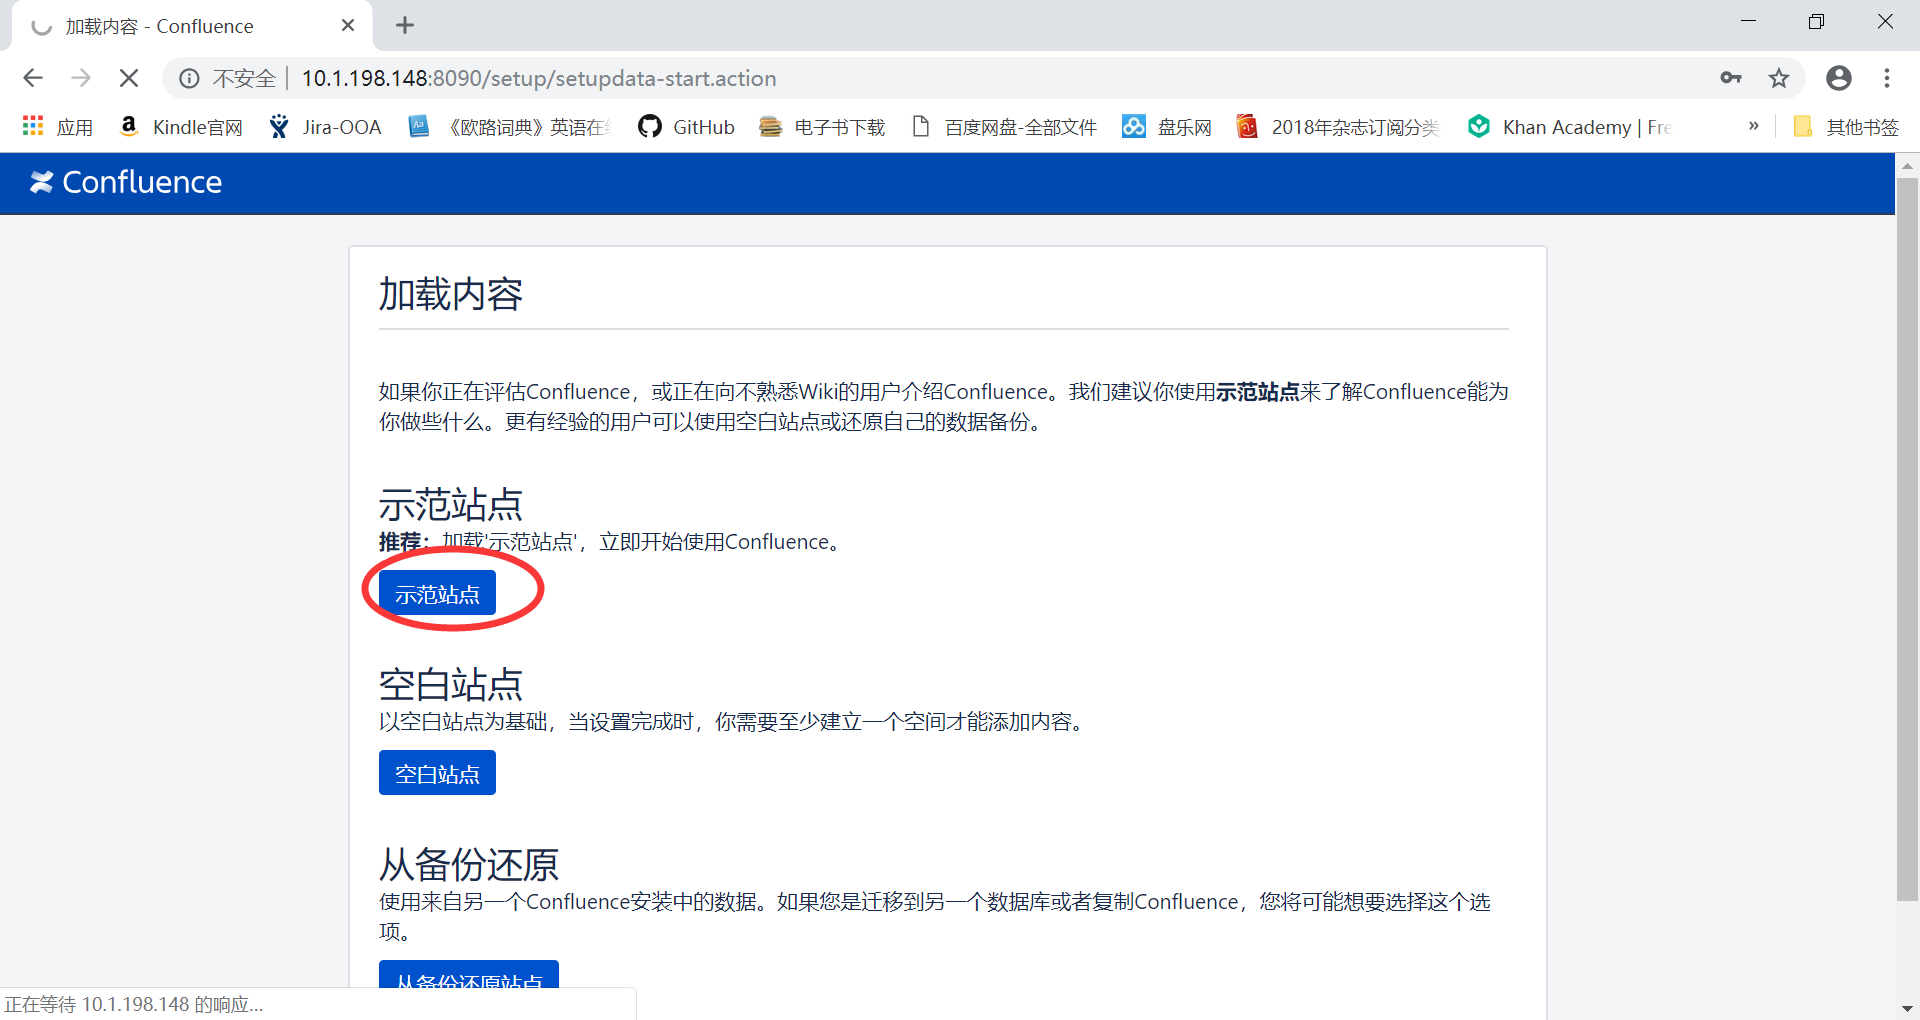 加载内容 - Confluence
不安全 | 10.1.198.148:8090/setup/setupdata-start.action
应用 Kindle官网 Jira-OOA 《欧路词典》英语在 GitHub 电子书下载 百度网盘-全部文件 盘乐网 2018年杂志订阅分类 Khan Academy | Fre » 其他书签
Confluence
加载内容
如果你正在评估Confluence，或正在向不熟悉Wiki的用户介绍Confluence。我们建议你使用示范站点来了解Confluence能为
你做些什么。更有经验的用户可以使用空白站点或还原自己的数据备份。
示范站点
推荐：加载'示范站点'，立即开始使用Confluence。
示范站点
空白站点
以空白站点为基础，当设置完成时，你需要至少建立一个空间才能添加内容。
空白站点
从备份还原
使用来自另一个Confluence安装中的数据。如果您是迁移到另一个数据库或者复制Confluence，您将可能想要选择这个选
项。
从备份还原站点
正在等待 10.1.198.148 的响应...